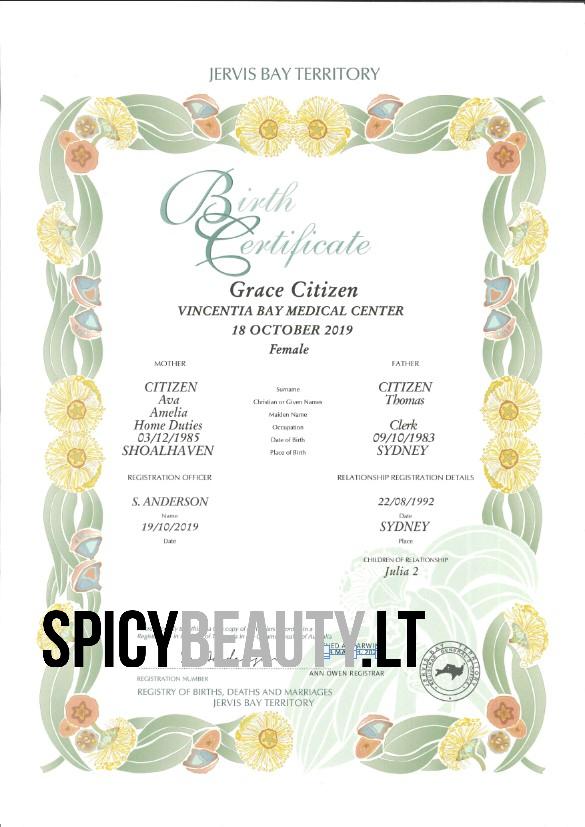 JERVIS BAY TERRITORY
Birth
Certificate
Grace Citizen
VINCENTIA BAY MEDICAL CENTER
18 OCTOBER 2019
Female
MOTHER
FATHER
CITIZEN Surname CITIZEN
Ava Christian or Given Names Thomas
Amelia Maiden Name
Home Duties Occupation Clerk
03/12/1985 Date of Birth 09/10/1983
SHOALHAVEN Place of Birth SYDNEY
REGISTRATION OFFICER RELATIONSHIP REGISTRATION DETAILS
S. ANDERSON 22/08/1992
Name Date
19/10/2019 SYDNEY
Date Place
CHILDREN OF RELATIONSHIP
Julia 2
SPICYBEAUTY.LT
ANN OWEN REGISTRAR
REGISTRATION NUMBER
REGISTRY OF BIRTHS, DEATHS AND MARRIAGES
JERVIS BAY TERRITORY